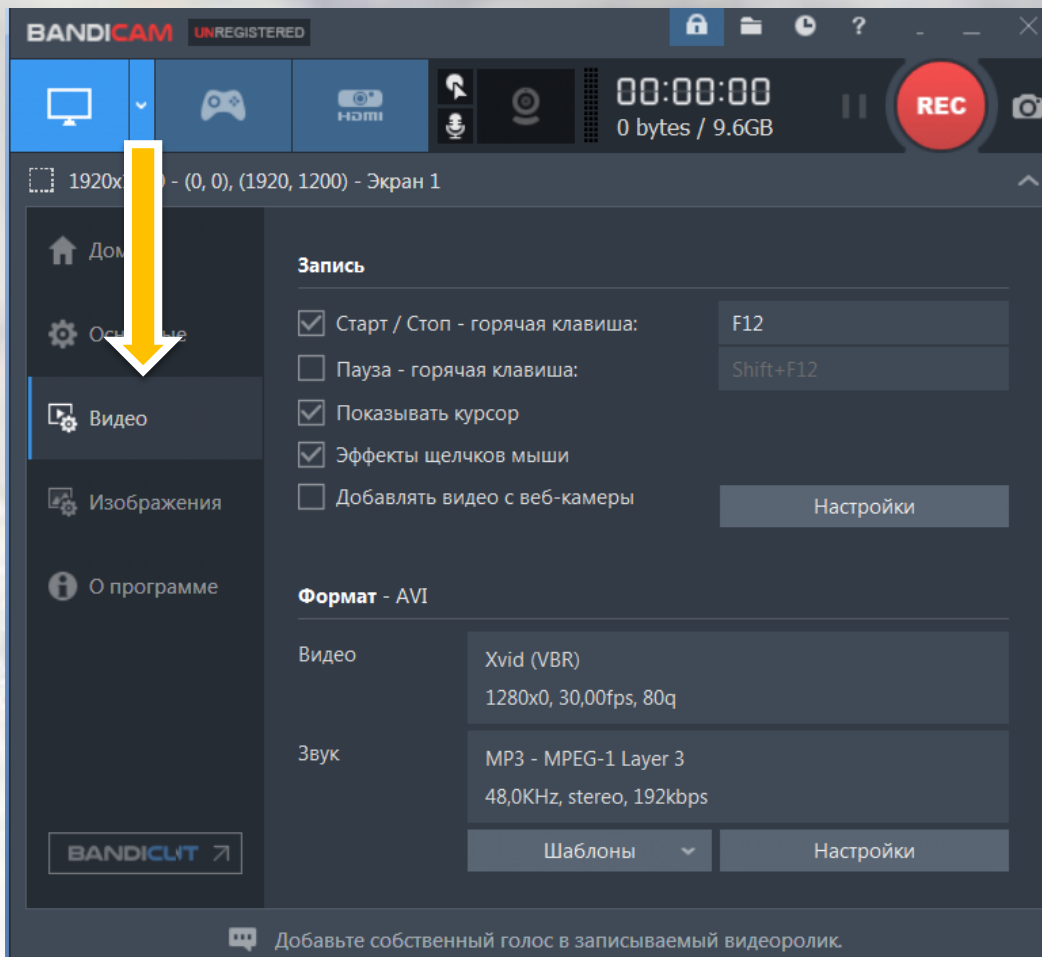 BANDICAM UNREGISTERED
?
HDMI
00:00:00
0 bytes / 9.6GB
REC
- (0, 0), (1920, 1200) - Экран 1
Видео
Изображения
О программе
BANDICUT
Запись
Старт / Стоп - горячая клавиша: F12
Пауза - горячая клавиша: Shift+F12
Показывать курсор
Эффекты щелчков мыши
Добавлять видео с веб-камеры Настройки
Формат - AVI
Видео Xvid (VBR)
1280x0, 30,00fps, 80q
Звук MP3 - MPEG-1 Layer 3
48,0KHz, stereo, 192kbps
Шаблоны Настройки
Добавьте собственный голос в записываемый видеоролик.